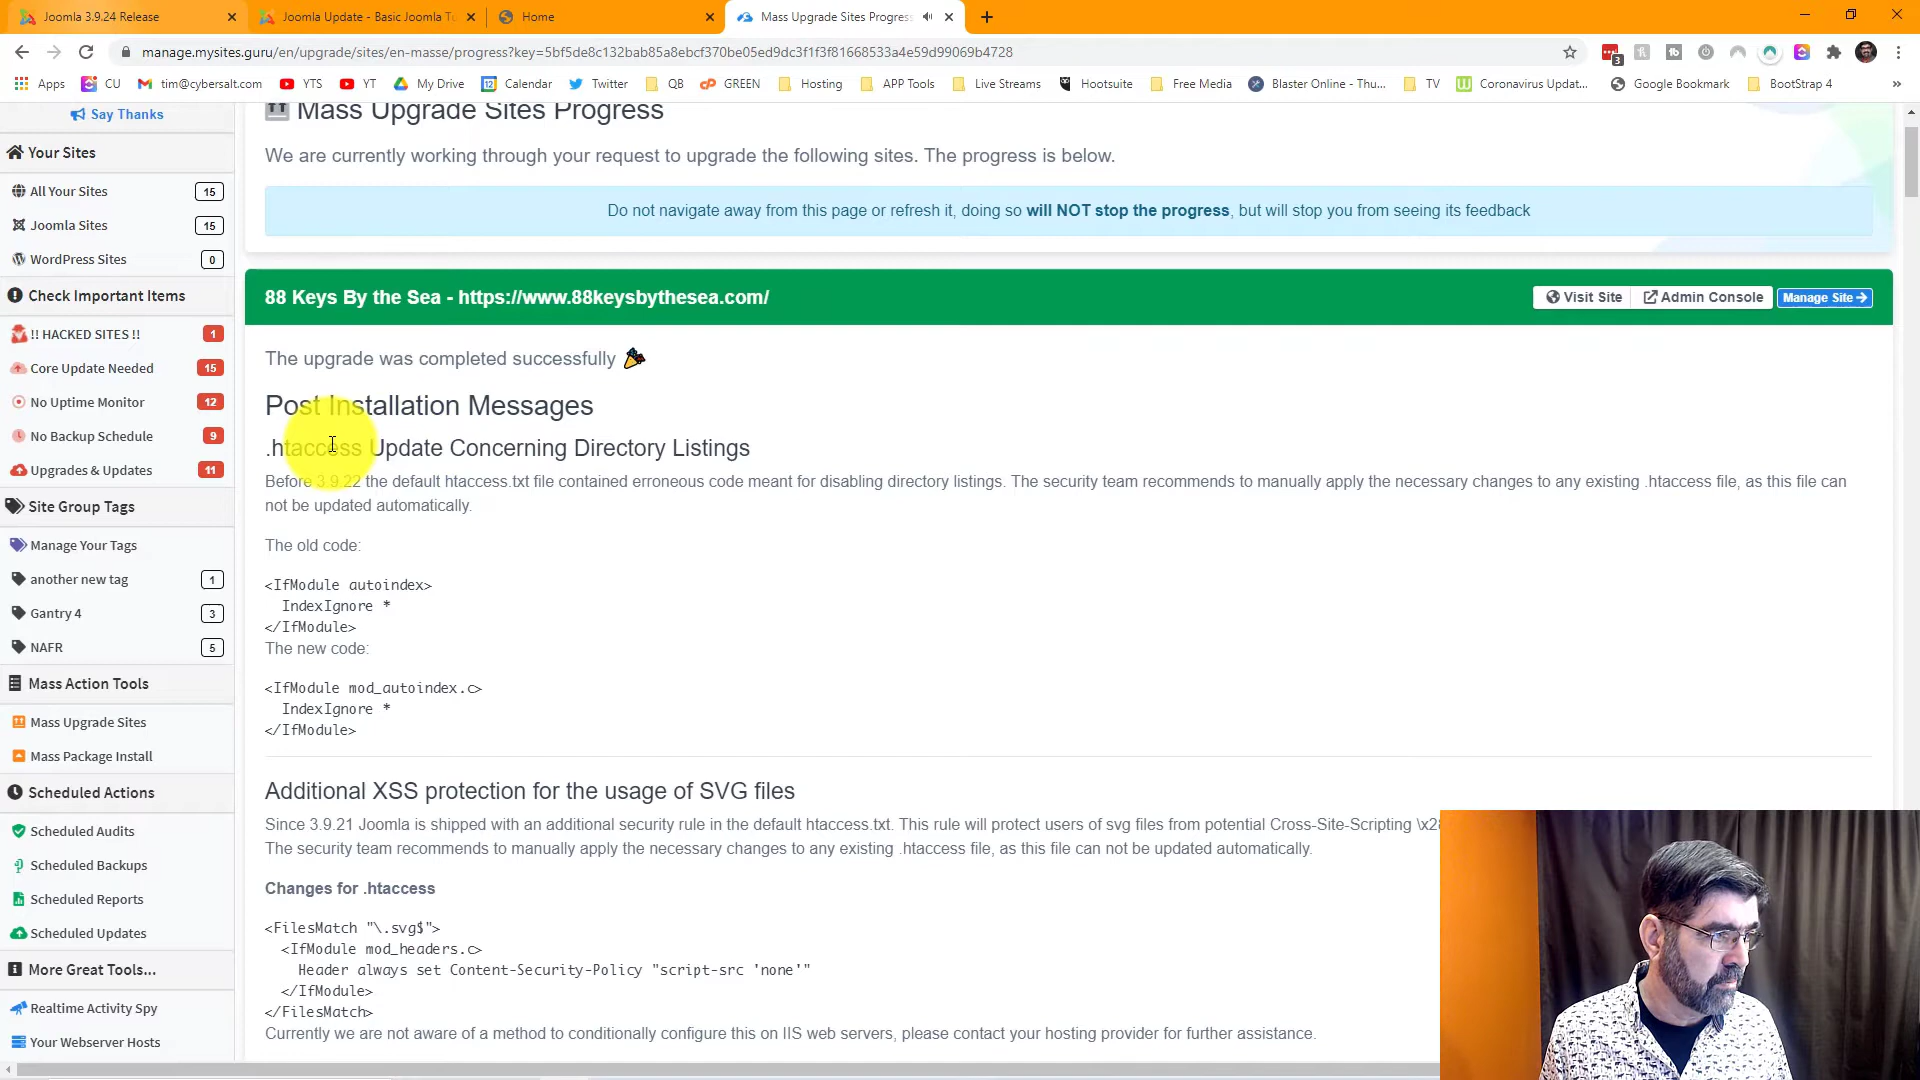 Joomla 3.9.24 Release
Joomla Update - Basic Joomla Tu
Home
Mass Upgrade Sites Progress
manage.mysites.guru/en/upgrade/sites/en-masse/progress?key=5bf5de8c132bab85a8ebcf370be05ed9dc3f1f3f81668533a4e59d99069b4728
3
Apps CU tim@cybersalt.com YTS YT My Drive Calendar Twitter QB GREEN Hosting APP Tools Live Streams Hootsuite Free Media Blaster Online - Thu... TV Coronavirus Updat... Google Bookmark BootStrap 4 »
Say Thanks
Your Sites
All Your Sites 15
Joomla Sites 15
WordPress Sites 0
Check Important Items
!! HACKED SITES !! 1
Core Update Needed 15
No Uptime Monitor 12
No Backup Schedule 9
Upgrades & Updates 11
Site Group Tags
Manage Your Tags
another new tag 1
Gantry 4 3
NAFR 5
Mass Action Tools
Mass Upgrade Sites
Mass Package Install
Scheduled Actions
Scheduled Audits
Scheduled Backups
Scheduled Reports
Scheduled Updates
More Great Tools...
Realtime Activity Spy
Your Webserver Hosts
Mass Upgrade Sites Progress
We are currently working through your request to upgrade the following sites. The progress is below.
Do not navigate away from this page or refresh it, doing so will NOT stop the progress, but will stop you from seeing its feedback
88 Keys By the Sea - https://www.88keysbythesea.com/
Visit Site Admin Console Manage Site
The upgrade was completed successfully
Post Installation Messages
.htaccess Update Concerning Directory Listings
Before 3.9.22 the default htaccess.txt file contained erroneous code meant for disabling directory listings. The security team recommends to manually apply the necessary changes to any existing .htaccess file, as this file can
not be updated automatically.
The old code:
<IfModule autoindex>
IndexIgnore *
</IfModule>
The new code:
<IfModule mod_autoindex.c>
IndexIgnore *
</IfModule>
Additional XSS protection for the usage of SVG files
Since 3.9.21 Joomla is shipped with an additional security rule in the default htaccess.txt. This rule will protect users of svg files from potential Cross-Site-Scripting \x2
The security team recommends to manually apply the necessary changes to any existing .htaccess file, as this file can not be updated automatically.
Changes for .htaccess
<FilesMatch "\.svg$">
<IfModule mod_headers.c>
Header always set Content-Security-Policy "script-src 'none'"
</IfModule>
</FilesMatch>
Currently we are not aware of a method to conditionally configure this on IIS web servers, please contact your hosting provider for further assistance.